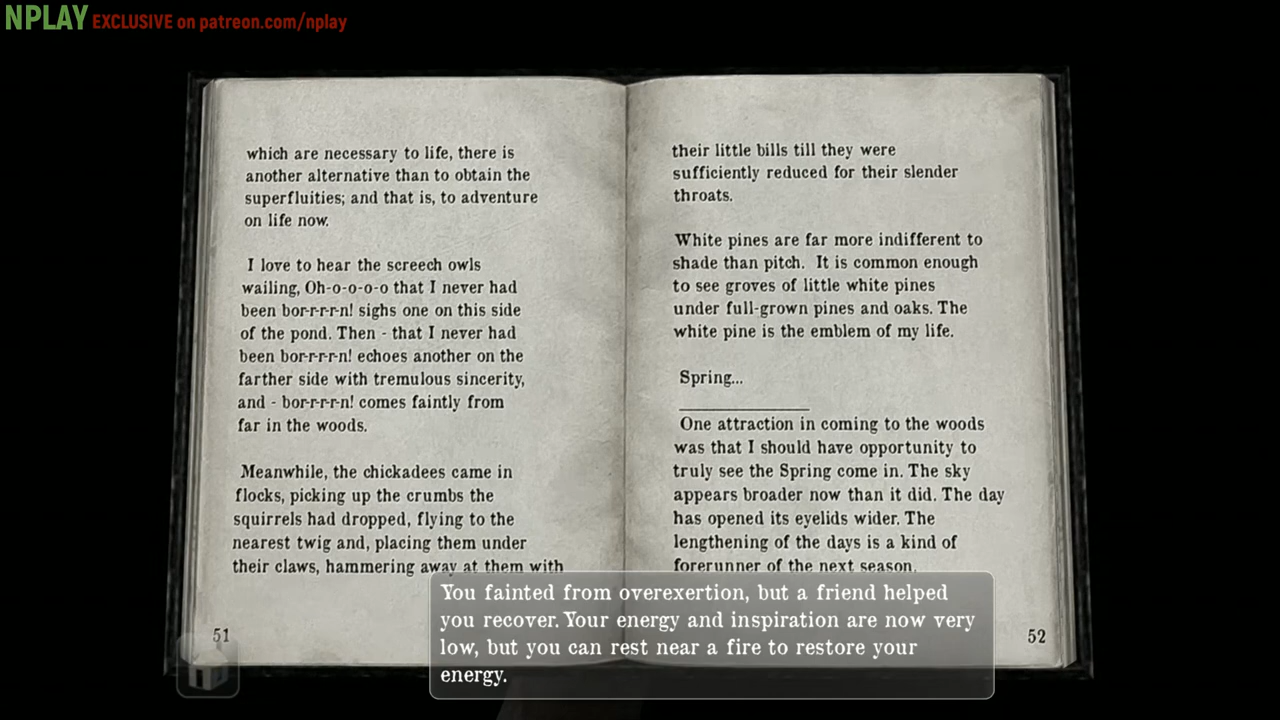 NPLAY EXCLUSIVE on patreon.com/nplay
which are necessary to life, there is
another alternative than to obtain the
superfluities; and that is, to adventure
on life now.
I love to hear the screech owls
wailing, Oh-o-o-o-o that I never had
been bor-r-r-r-n! sighs one on this side
of the pond. Then - that I never had
been bor-r-r-r-n! echoes another on the
farther side with tremulous sincerity,
and - bor-r-r-r-n! comes faintly from
far in the woods.
Meanwhile, the chickadees came in
flocks, picking up the crumbs the
squirrels had dropped, flying to the
nearest twig and, placing them under
their claws, hammering away at them with
51
their little bills till they were
sufficiently reduced for their slender
throats.
White pines are far more indifferent to
shade than pitch.  It is common enough
to see groves of little white pines
under full-grown pines and oaks. The
white pine is the emblem of my life.
Spring...
One attraction in coming to the woods
was that I should have opportunity to
truly see the Spring come in. The sky
appears broader now than it did. The day
has opened its eyelids wider. The
lengthening of the days is a kind of
forerunner of the next season.
52
You fainted from overexertion, but a friend helped
you recover. Your energy and inspiration are now very
low, but you can rest near a fire to restore your
energy.